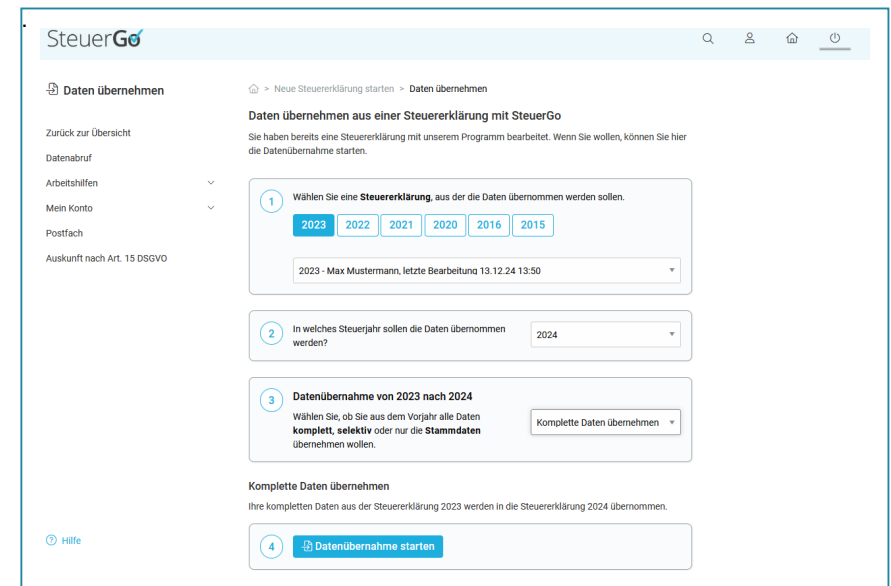 .
SteuerGo
Daten übernehmen
Zurück zur Übersicht
Datenabruf
Arbeitshilfen
Mein Konto
Postfach
Auskunft nach Art. 15 DSGVO
Hilfe
> Neue Steuererklärung starten > Daten übernehmen
Daten übernehmen aus einer Steuererklärung mit SteuerGo
Sie haben bereits eine Steuererklärung mit unserem Programm bearbeitet. Wenn Sie wollen, können Sie hier
die Datenübernahme starten.
1
Wählen Sie eine Steuererklärung, aus der die Daten übernommen werden sollen.
2023 2022 2021 2020 2016 2015
2023 - Max Mustermann, letzte Bearbeitung 13.12.24 13:50
2
In welches Steuerjahr sollen die Daten übernommen
werden?
2024
3
Datenübernahme von 2023 nach 2024
Wählen Sie, ob Sie aus dem Vorjahr alle Daten
komplett, selektiv oder nur die Stammdaten
übernehmen wollen.
Komplette Daten übernehmen
Komplette Daten übernehmen
Ihre kompletten Daten aus der Steuererklärung 2023 werden in die Steuererklärung 2024 übernommen.
4
Datenübernahme starten